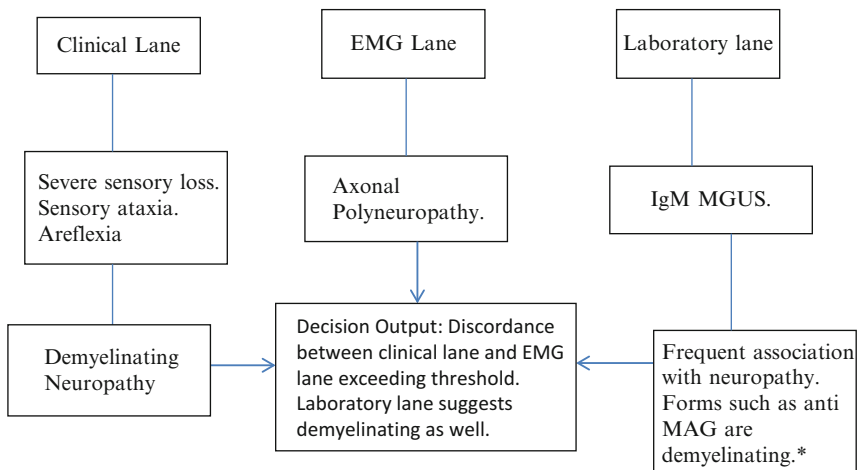 Clinical Lane
EMG Lane
Laboratory lane
Severe sensory loss.
Sensory ataxia.
Areflexia
Axonal
Polyneuropathy.
IgM MGUS.
Demyelinating
Neuropathy
Decision Output: Discordance
between clinical lane and EMG
lane exceeding threshold.
Laboratory lane suggests
demyelinating as well.
Frequent association
with neuropathy.
Forms such as anti
MAG are
demyelinating.*